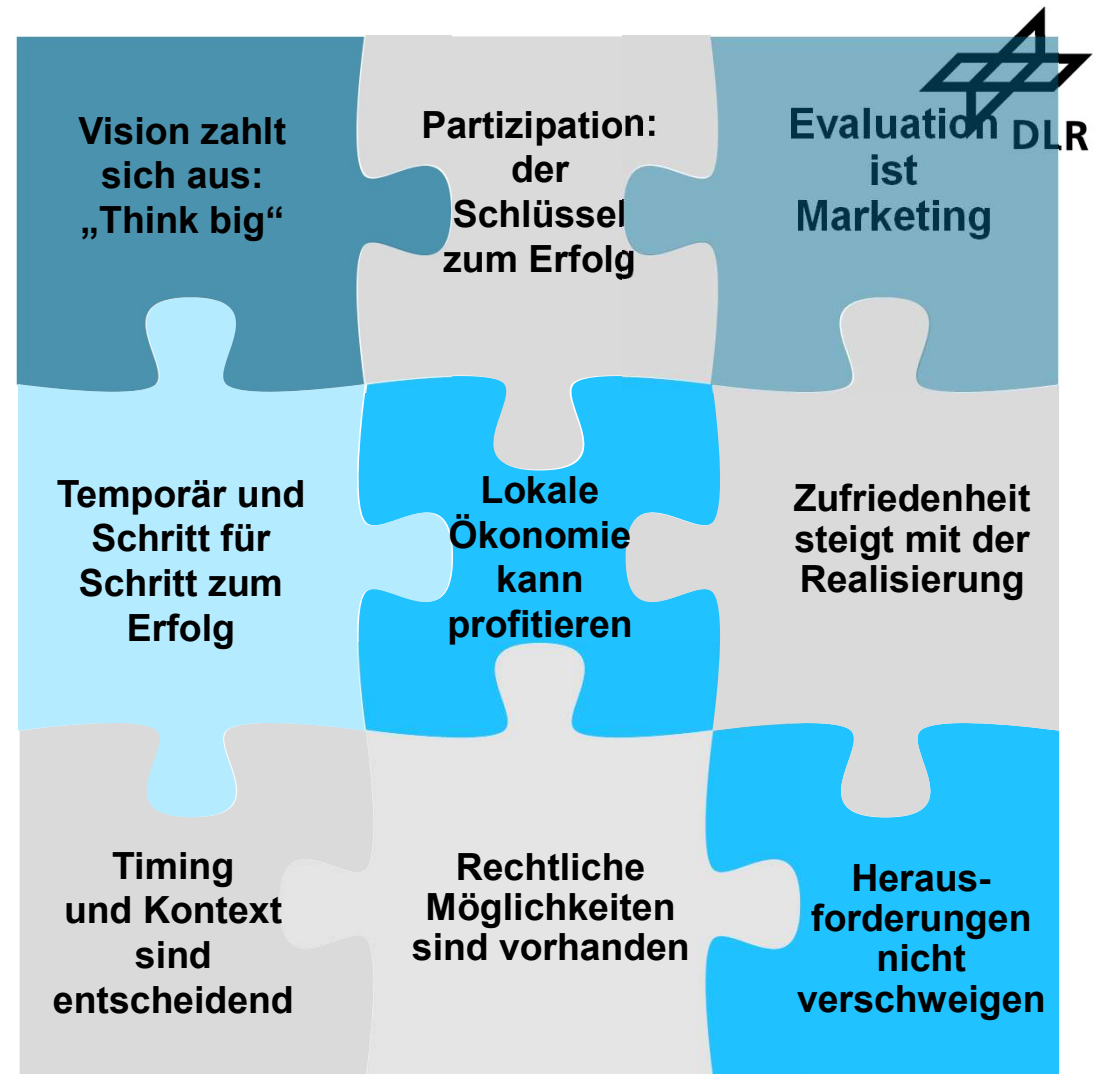 Vision zahlt
sich aus:
„Think big“
Partizipation:
der
Schlüssel
zum Erfolg
Evaluation
ist
Marketing
DLR
Temporär und
Schritt für
Schritt zum
Erfolg
Lokale
Ökonomie
kann
profitieren
Zufriedenheit
steigt mit der
Realisierung
Timing
und Kontext
sind
entscheidend
Rechtliche
Möglichkeiten
sind vorhanden
Heraus-
forderungen
nicht
verschweigen